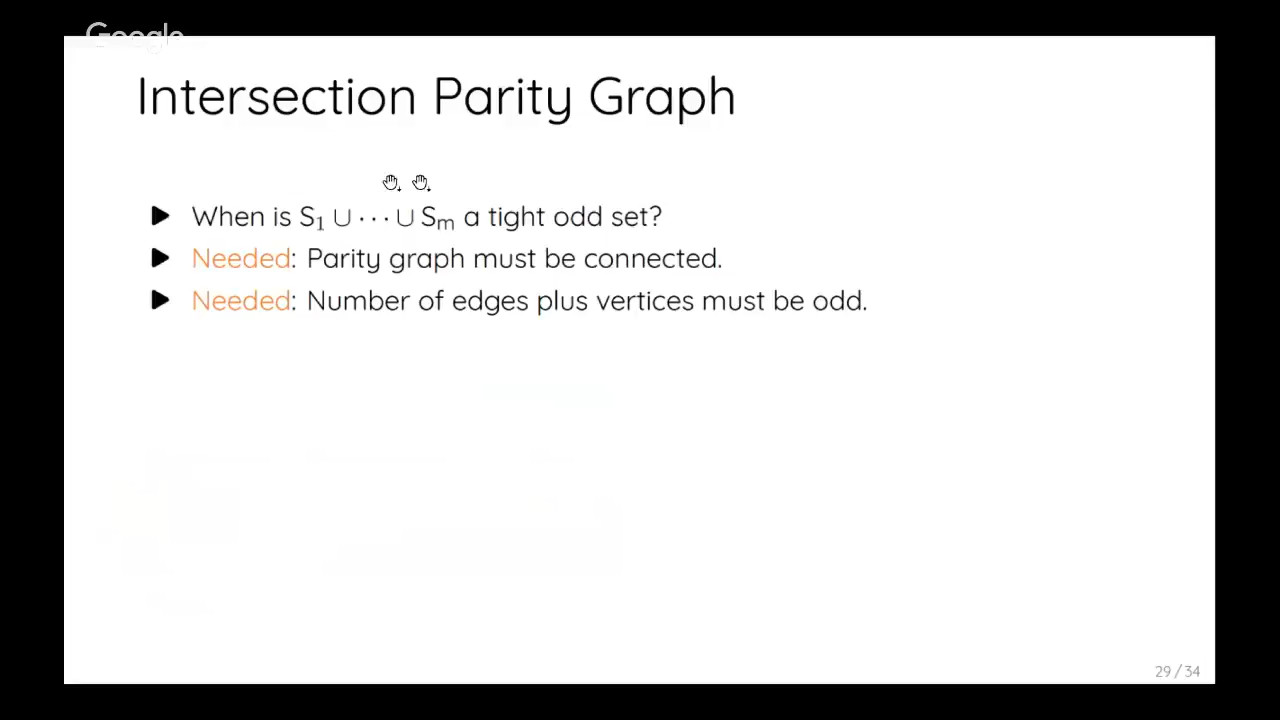 Google
Intersection Parity Graph
▶ When is S₁ ∪ ··· ∪ Sₘ a tight odd set?
▶ Needed: Parity graph must be connected.
▶ Needed: Number of edges plus vertices must be odd.
29 / 34